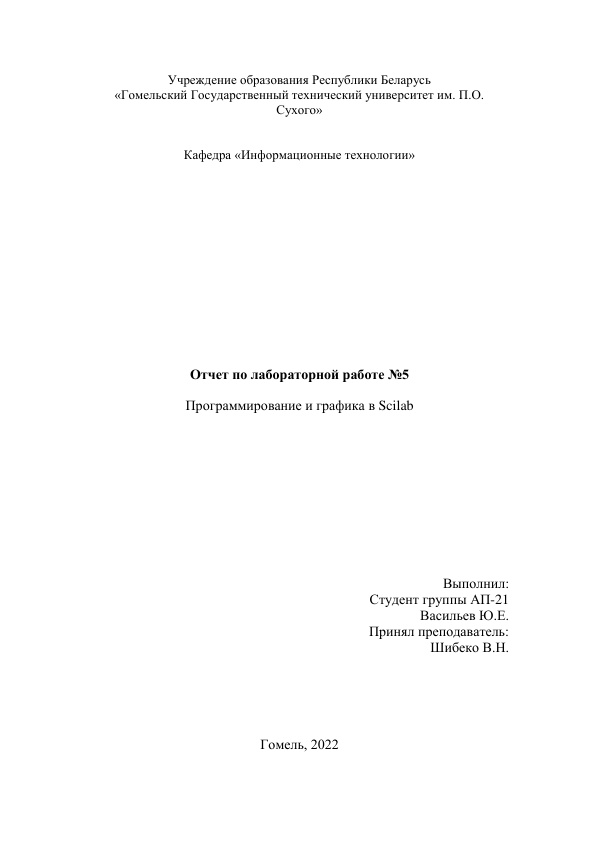 Учреждение образования Республики Беларусь
«Гомельский Государственный технический университет им. П.О.
Сухого»
Кафедра «Информационные технологии»
Отчет по лабораторной работе №5
Программирование и графика в Scilab
Выполнил:
Студент группы АП-21
Васильев Ю.Е.
Принял преподаватель:
Шибеко В.Н.
Гомель, 2022